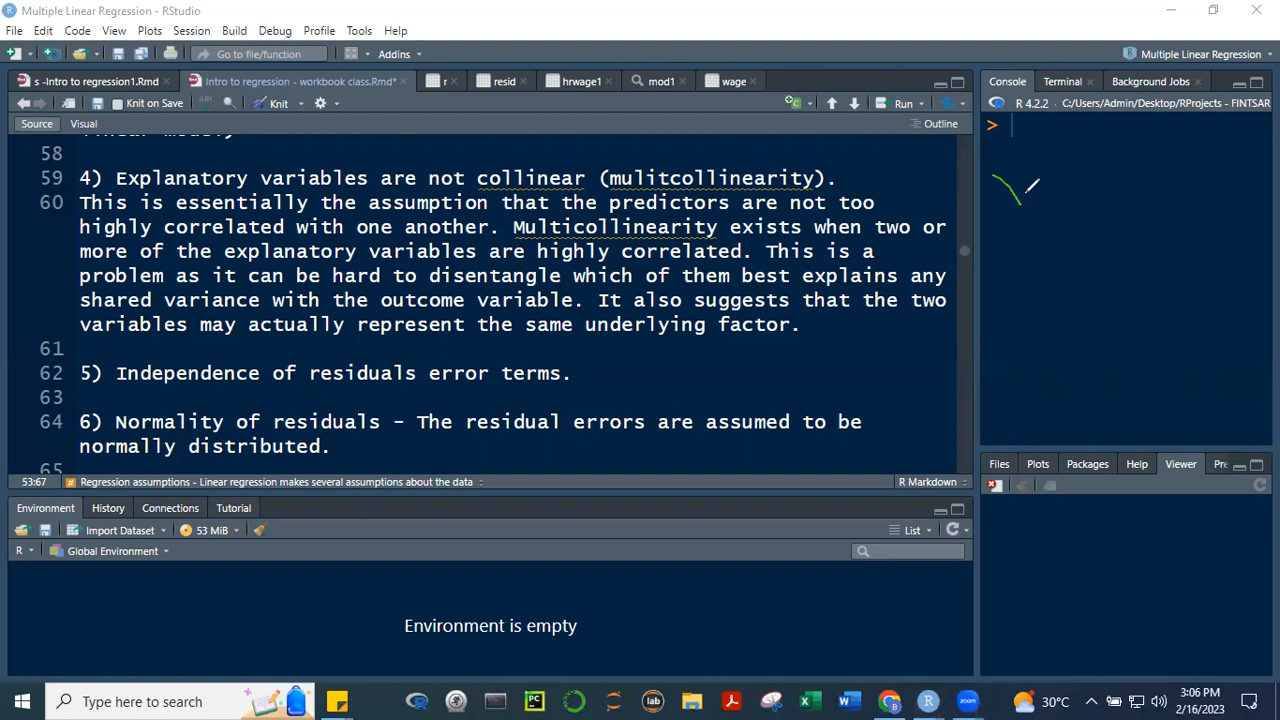 Multiple Linear Regression - RStudio
File Edit Code View Plots Session Build Debug Profile Tools Help
Go to file/function Addins Multiple Linear Regression
s -Intro to regression1.Rmd Intro to regression - workbook class.Rmd* r resid hrwage1 mod1 wage Console Terminal Background Jobs
Knit on Save ABC Knit Run R 4.2.2 . C:/Users/Admin/Desktop/RProjects - FINTSAR
Source Visual Outline >
58
59 4) Explanatory variables are not collinear (mulitcollinearity).
60 This is essentially the assumption that the predictors are not too
highly correlated with one another. Multicollinearity exists when two or
more of the explanatory variables are highly correlated. This is a
problem as it can be hard to disentangle which of them best explains any
shared variance with the outcome variable. It also suggests that the two
variables may actually represent the same underlying factor.
61
62 5) Independence of residuals error terms.
63
64 6) Normality of residuals - The residual errors are assumed to be
normally distributed.
65
53:67 # Regression assumptions - Linear regression makes several assumptions about the data R Markdown
Files Plots Packages Help Viewer Pre
Environment History Connections Tutorial
Import Dataset 53 MiB List
R Global Environment
Environment is empty
Type here to search PC lab zoom 30°C 3:06 PM
2/16/2023